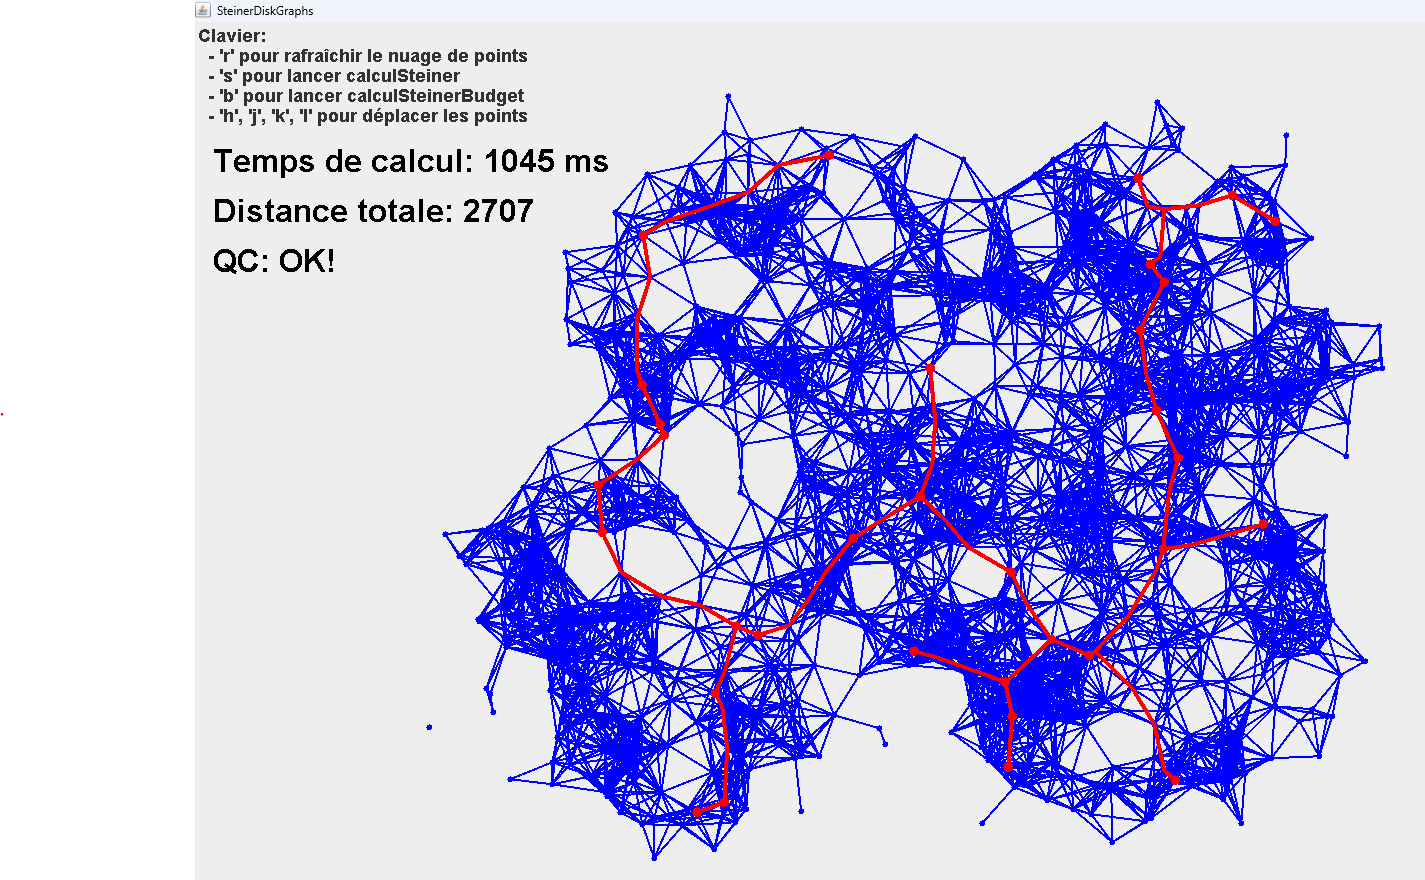 SteinerDiskGraphs
Clavier:
- 'r' pour rafraîchir le nuage de points
- 's' pour lancer calculSteiner
- 'b' pour lancer calculSteinerBudget
- 'h', 'j', 'k', 'l' pour déplacer les points
Temps de calcul: 1045 ms
Distance totale: 2707
QC: OK!